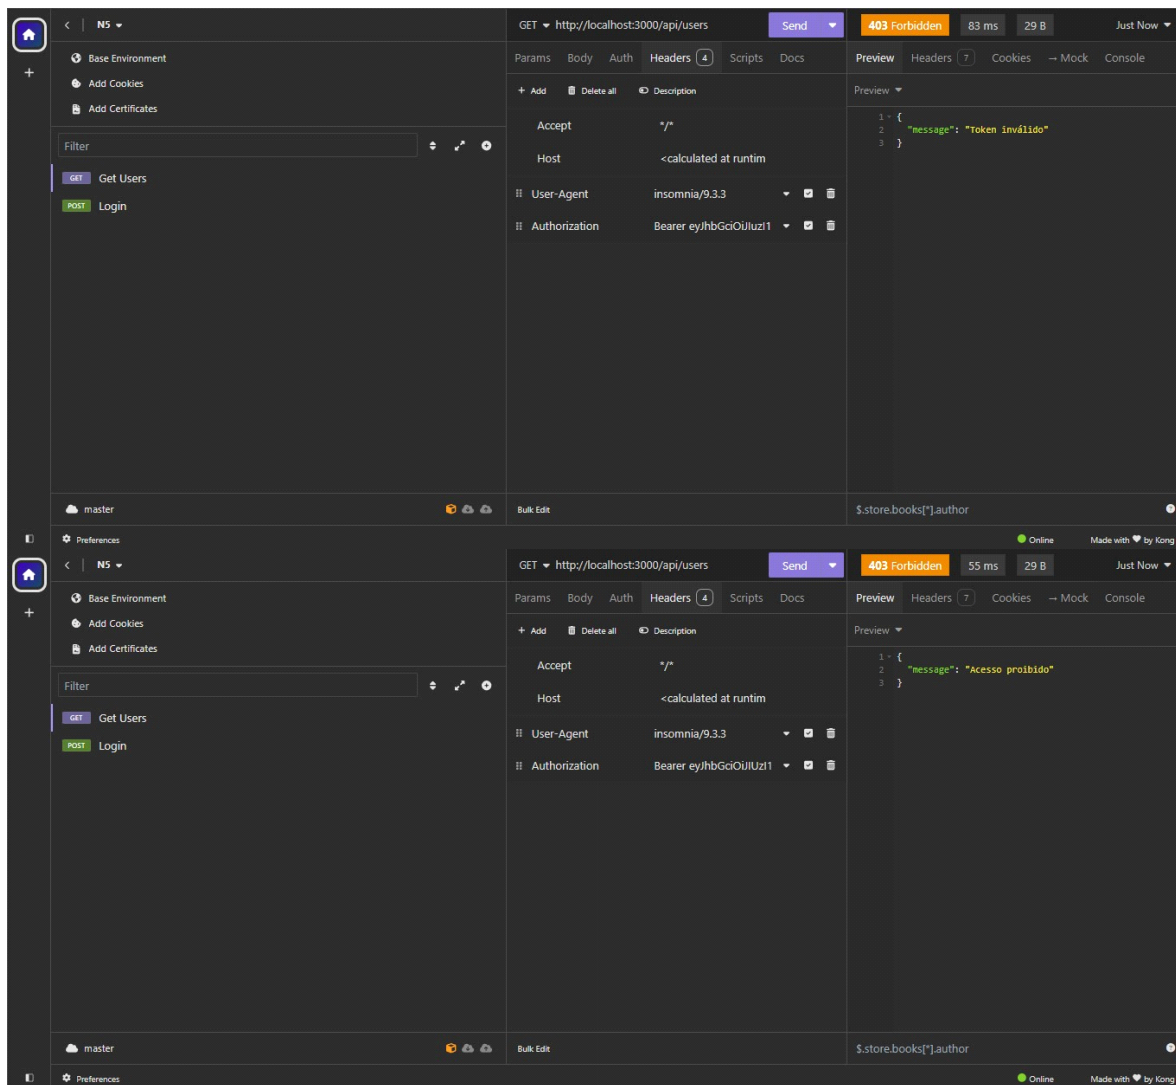 N5
GET http://localhost:3000/api/users Send
403 Forbidden 83 ms 29 B Just Now
Base Environment
Add Cookies
Add Certificates
Params Body Auth Headers 4 Scripts Docs
Preview Headers 7 Cookies → Mock Console
+ Add Delete all Description
Preview
Filter
Accept */*
Host <calculated at runtim
User-Agent insomnia/9.3.3
Authorization Bearer eyJhbGciOiJIuzI1
1 {
2 "message": "Token inválido"
3 }
GET Get Users
POST Login
master
Bulk Edit
$.store.books[*].author
Preferences
Online Made with ♥ by Kong
N5
GET http://localhost:3000/api/users Send
403 Forbidden 55 ms 29 B Just Now
Base Environment
Add Cookies
Add Certificates
Params Body Auth Headers 4 Scripts Docs
Preview Headers 7 Cookies → Mock Console
+ Add Delete all Description
Preview
Filter
Accept */*
Host <calculated at runtim
User-Agent insomnia/9.3.3
Authorization Bearer eyJhbGciOiJIUzI1
1 {
2 "message": "Acesso proibido"
3 }
GET Get Users
POST Login
master
Bulk Edit
$.store.books[*].author
Preferences
Online Made with ♥ by Kong